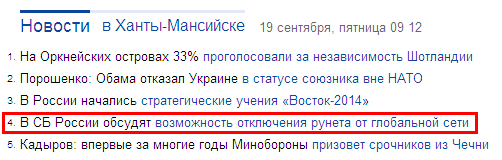 Новости в Ханты-Мансийске 19 сентября, пятница 09 12
1. На Оркнейских островах 33% проголосовали за независимость Шотландии
2. Порошенко: Обама отказал Украине в статусе союзника вне НАТО
3. В России начались стратегические учения «Восток-2014»
4. В СБ России обсудят возможность отключения рунета от глобальной сети
5. Кадыров: впервые за многие годы Минобороны призовет срочников из Чечни